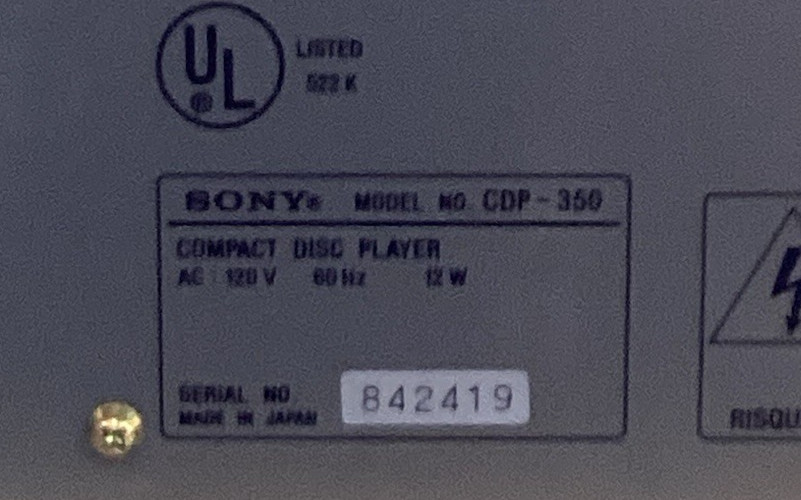 UL
LISTED
522 K
SONY® MODEL NO. CDP-350
COMPACT DISC PLAYER
AC 120 V 60 Hz 12 W
SERIAL NO. 842419
MADE IN JAPAN
RISQU